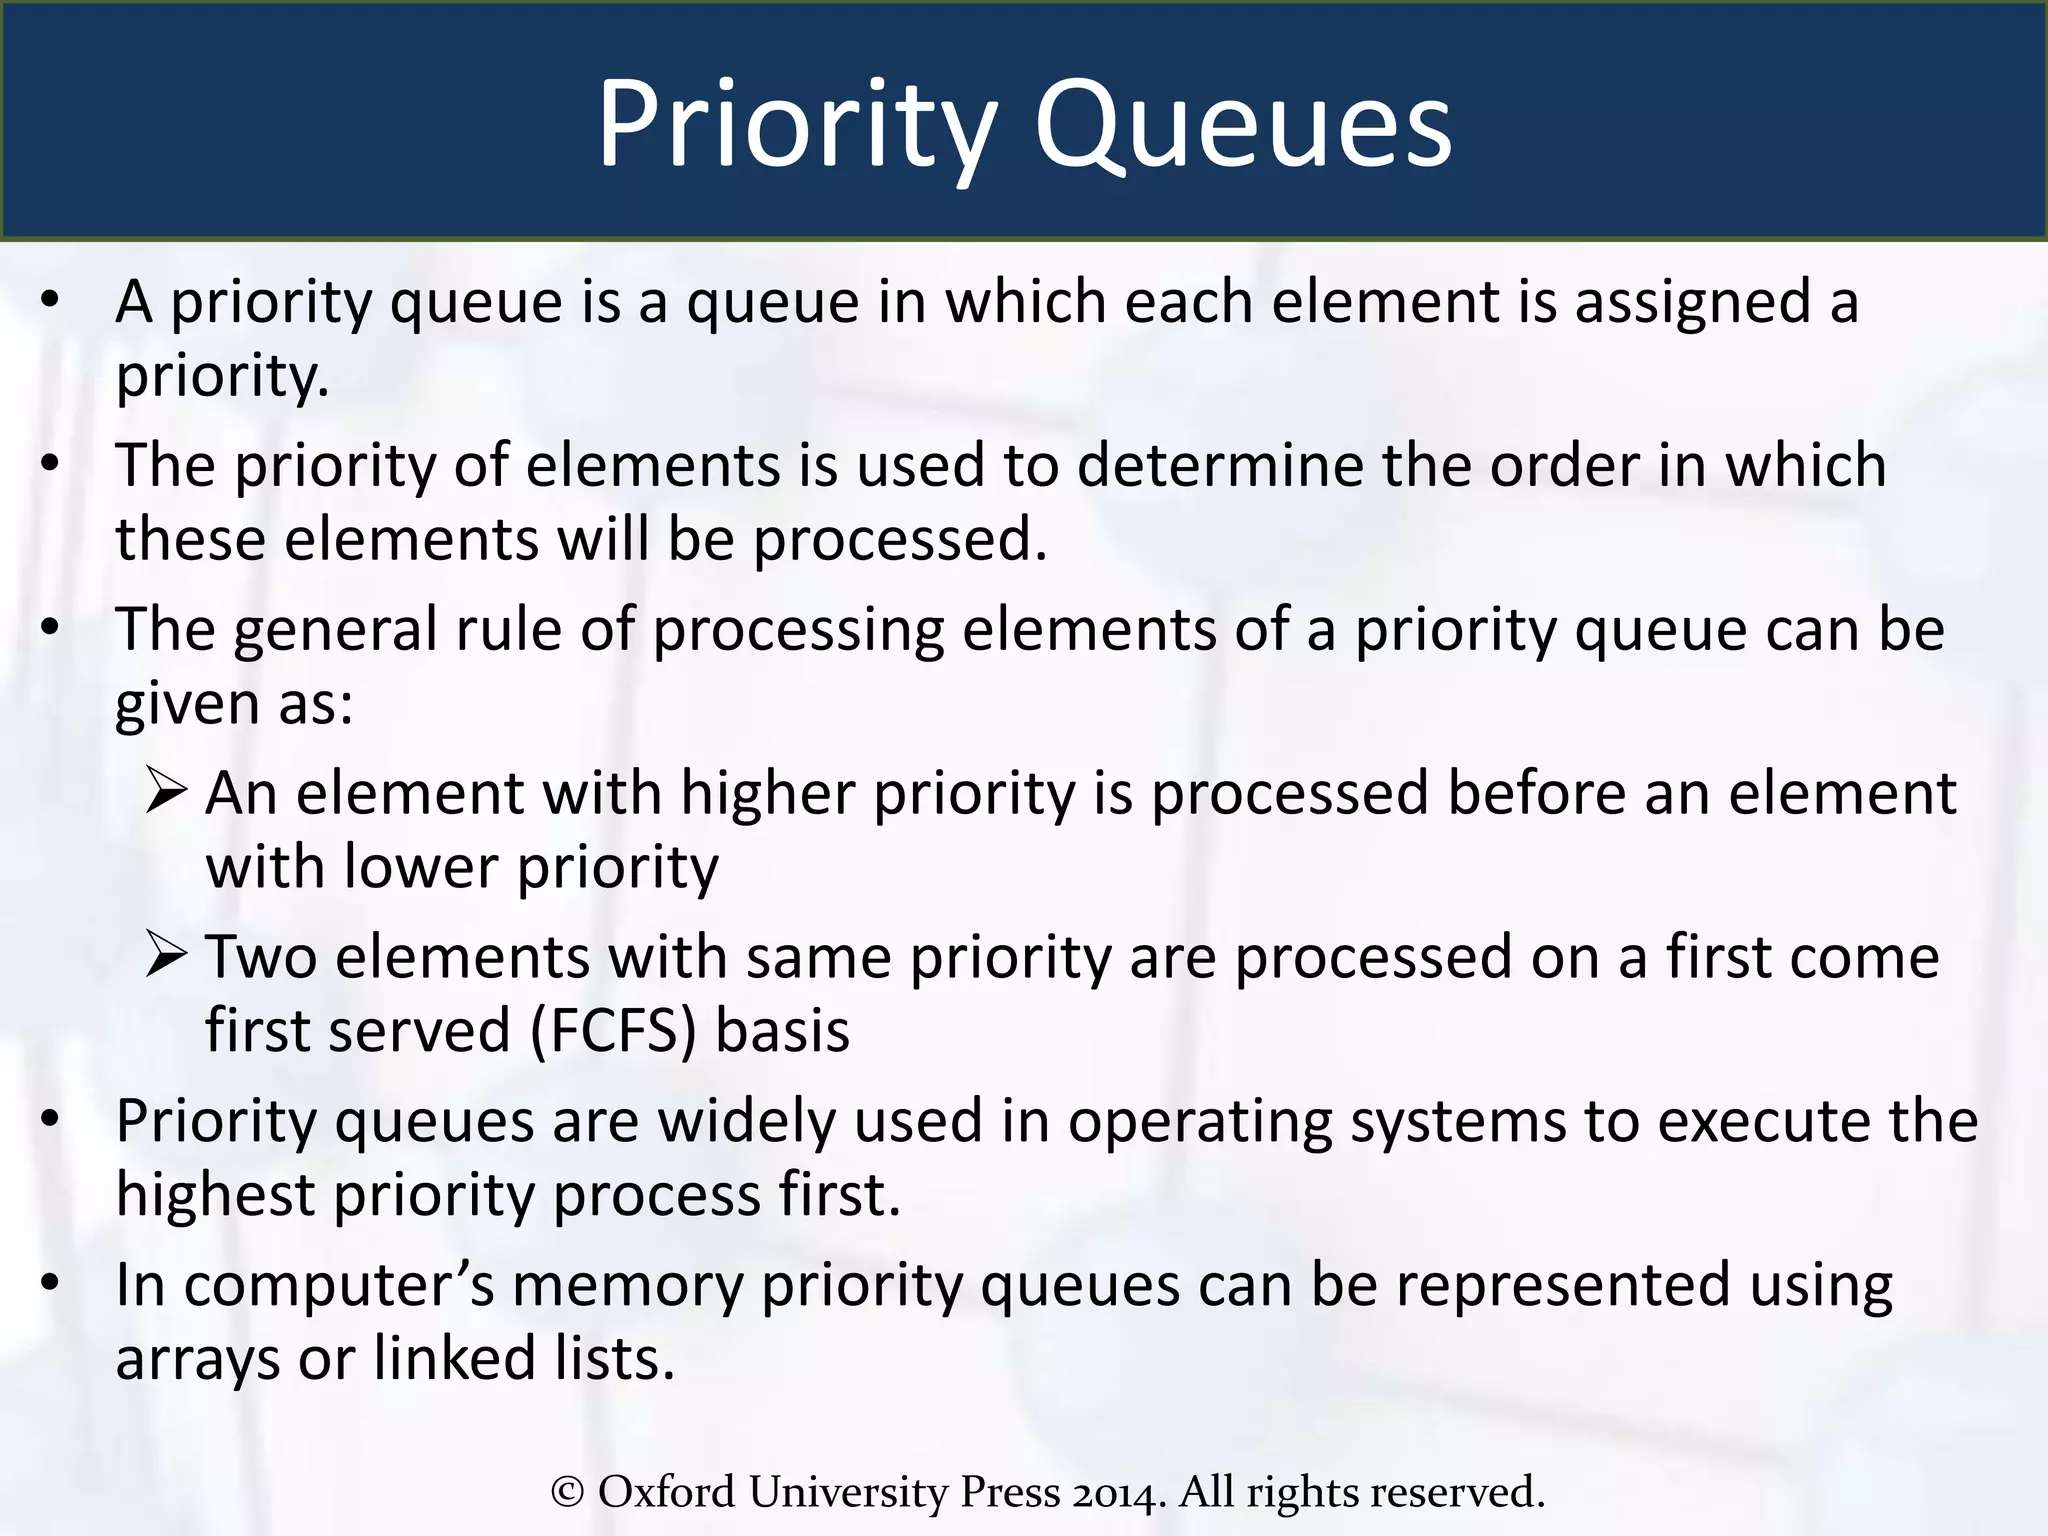 Priority Queues
• A priority queue is a queue in which each element is assigned a
priority.
• The priority of elements is used to determine the order in which
these elements will be processed.
• The general rule of processing elements of a priority queue can be
given as:
➢ An element with higher priority is processed before an element
with lower priority
➢ Two elements with same priority are processed on a first come
first served (FCFS) basis
• Priority queues are widely used in operating systems to execute the
highest priority process first.
• In computer’s memory priority queues can be represented using
arrays or linked lists.
© Oxford University Press 2014. All rights reserved.